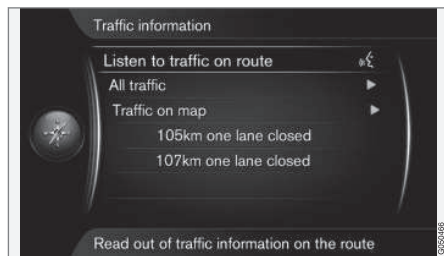 Traffic information
Listen to traffic on route
All traffic
Traffic on map
105km one lane closed
107km one lane closed
Read out of traffic information on the route
G050466